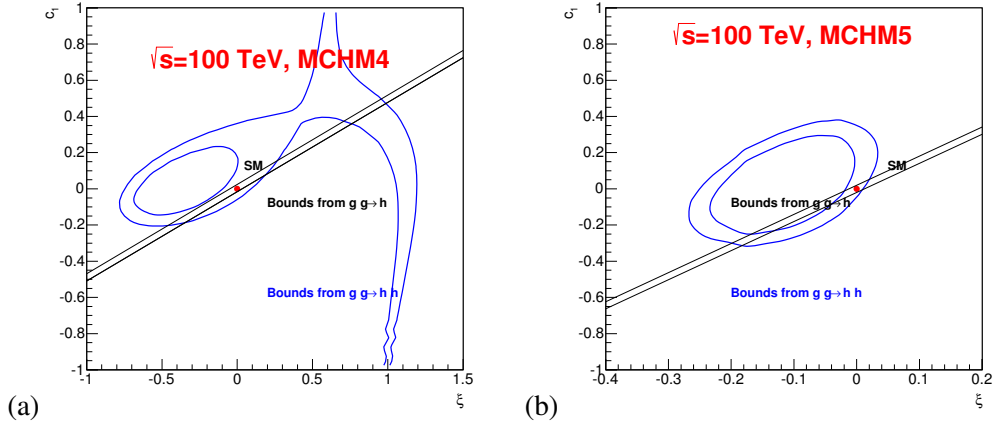 c₁
1
0.8
0.6
0.4
0.2
0
-0.2
-0.4
-0.6
-0.8
-1
√s=100 TeV, MCHM4
SM
Bounds from g g→h
Bounds from g g→h h
-1 -0.5 0 0.5 1 1.5
ξ
(a)
c₁
1
0.8
0.6
0.4
0.2
0
-0.2
-0.4
-0.6
-0.8
-1
√s=100 TeV, MCHM5
SM
Bounds from g g→h
Bounds from g g→h h
-0.4 -0.3 -0.2 -0.1 0 0.1 0.2
ξ
(b)